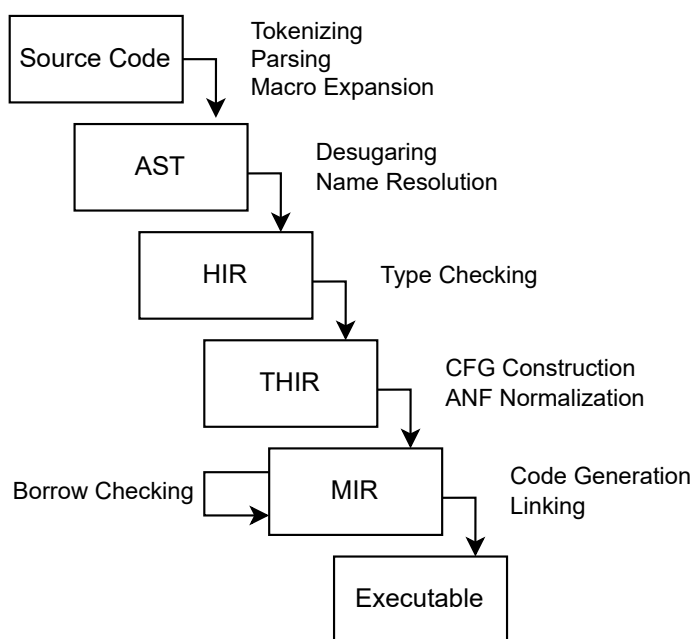 Source Code
Tokenizing
Parsing
Macro Expansion
AST
Desugaring
Name Resolution
HIR
Type Checking
THIR
CFG Construction
ANF Normalization
Borrow Checking
MIR
Code Generation
Linking
Executable